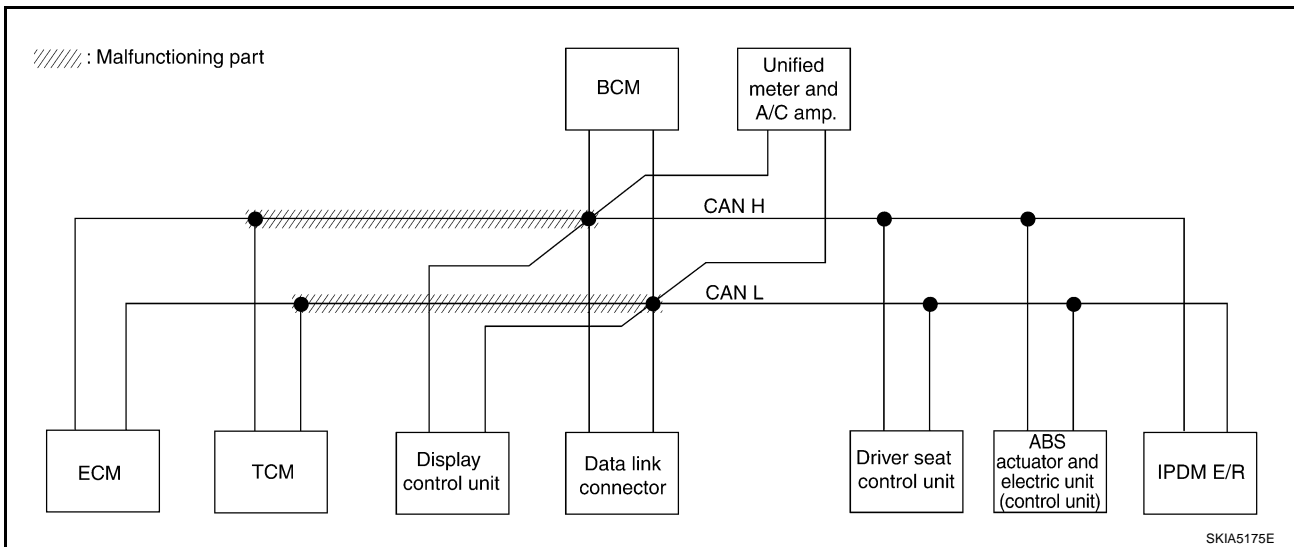 : Malfunctioning part
BCM
Unified
meter and
A/C amp.
CAN H
CAN L
ECM
TCM
Display
control unit
Data link
connector
Driver seat
control unit
ABS
actuator and
electric unit
(control unit)
IPDM E/R
SKIA5175E